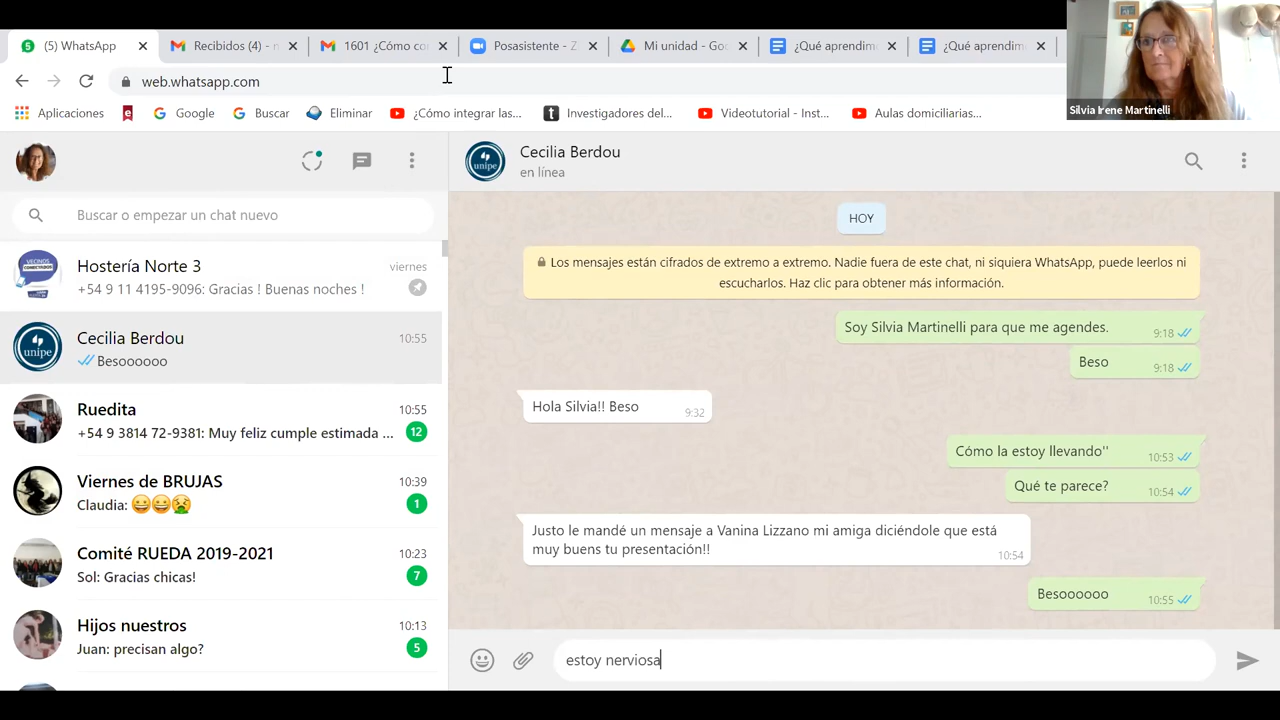 (5) WhatsApp
Recibidos (4) - n
1601 ¿Cómo co
Posasistente - Z
Mi unidad - Goo
¿Qué aprendim
¿Qué aprendim
web.whatsapp.com
Silvia Irene Martinelli
Aplicaciones
Google
Buscar
Eliminar
¿Cómo integrar las...
Investigadores del...
Videotutorial - Inst...
Aulas domiciliarias...
Buscar o empezar un chat nuevo
Hostería Norte 3
viernes
+54 9 11 4195-9096: Gracias ! Buenas noches !
Cecilia Berdou
10:55
Besoooooo
Ruedita
10:55
+54 9 3814 72-9381: Muy feliz cumple estimada ...
12
Viernes de BRUJAS
10:39
Claudia: 😀😀🤮
1
Comité RUEDA 2019-2021
10:23
Sol: Gracias chicas!
7
Hijos nuestros
10:13
Juan: precisan algo?
5
unipe
Cecilia Berdou
en línea
HOY
Los mensajes están cifrados de extremo a extremo. Nadie fuera de este chat, ni siquiera WhatsApp, puede leerlos ni
escucharlos. Haz clic para obtener más información.
Soy Silvia Martinelli para que me agendes.
9:18
Beso
9:18
Hola Silvia!! Beso
9:32
Cómo la estoy llevando''
10:53
Qué te parece?
10:54
Justo le mandé un mensaje a Vanina Lizzano mi amiga diciéndole que está
muy buens tu presentación!!
10:54
Besoooooo
10:55
estoy nerviosa